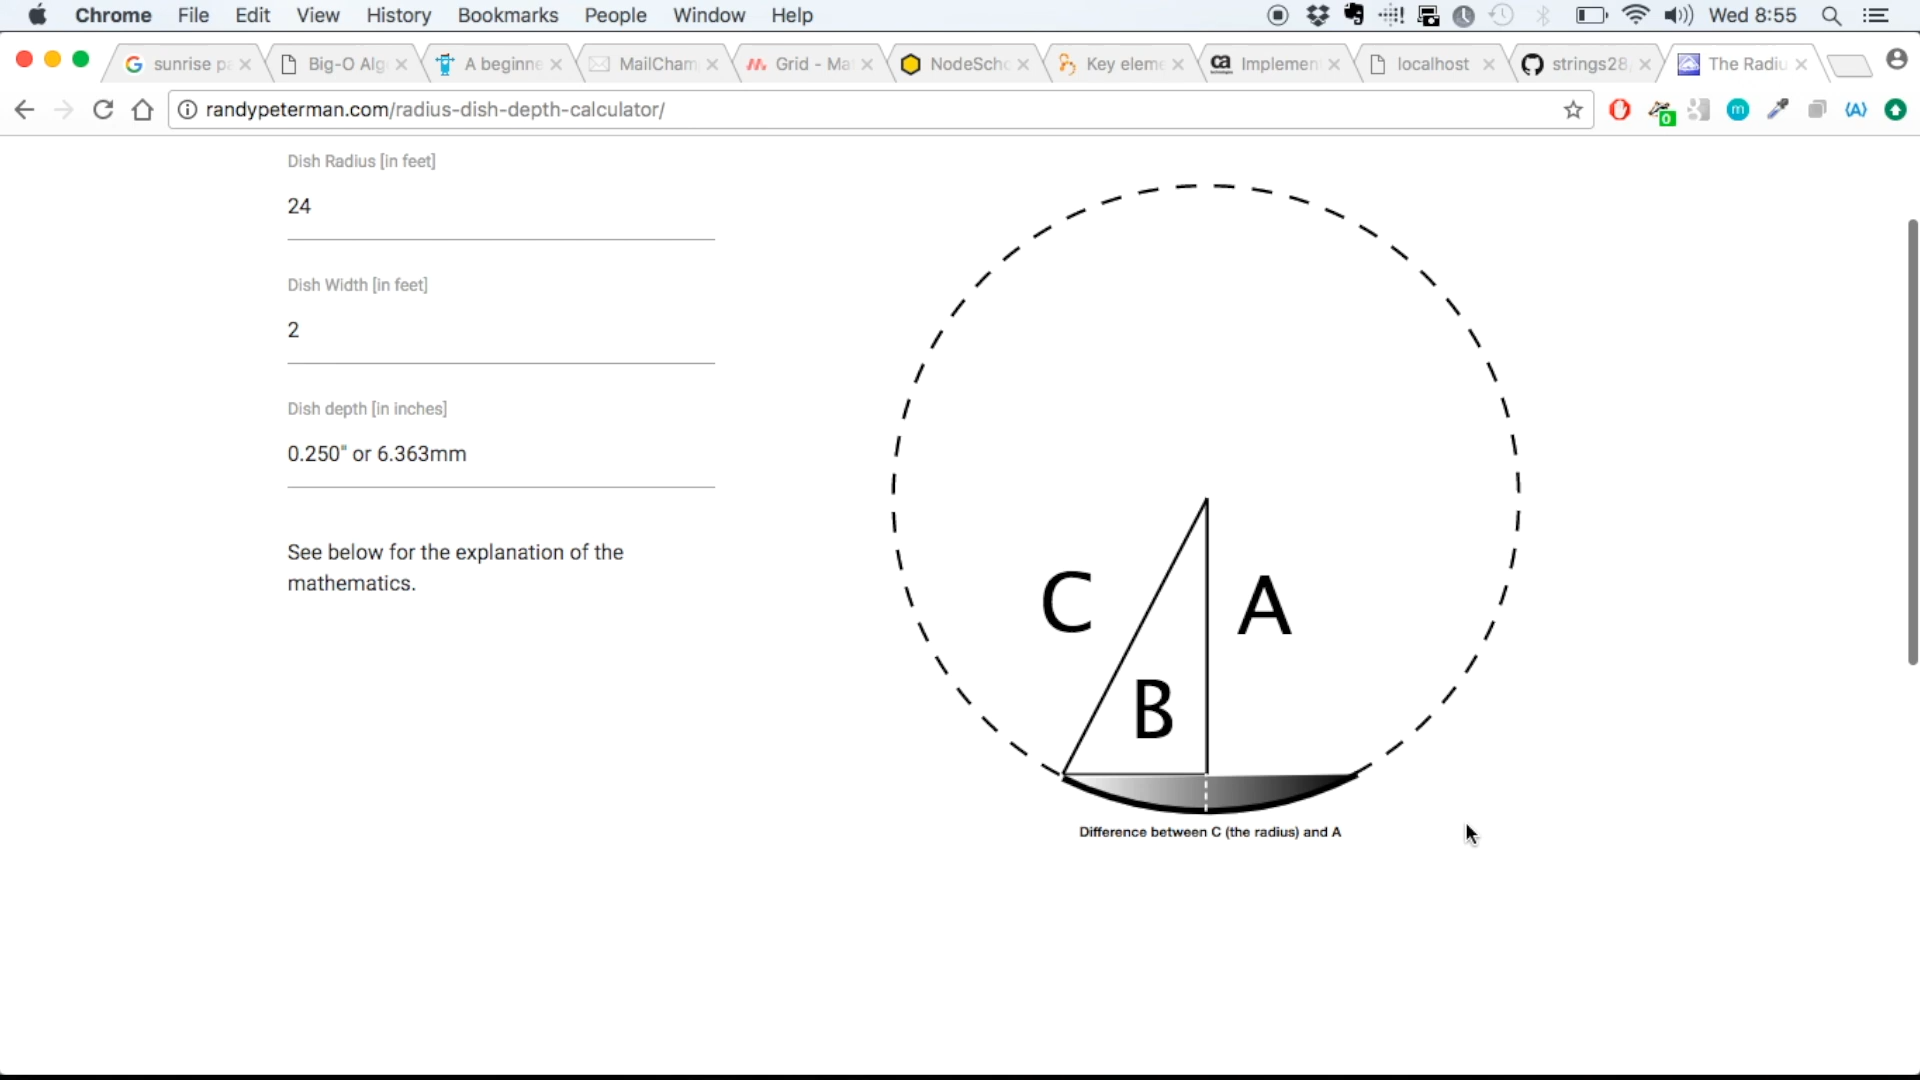 Chrome File Edit View History Bookmarks People Window Help Wed 8:55
sunrise pa Big-O Alg A beginne MailCham Grid - Ma NodeScho Key eleme Implemen localhost strings28 The Radiu
randypeterman.com/radius-dish-depth-calculator/
Dish Radius [in feet]
24
Dish Width [in feet]
2
Dish depth [in inches]
0.250" or 6.363mm
See below for the explanation of the
mathematics.
C
A
B
Difference between C (the radius) and A